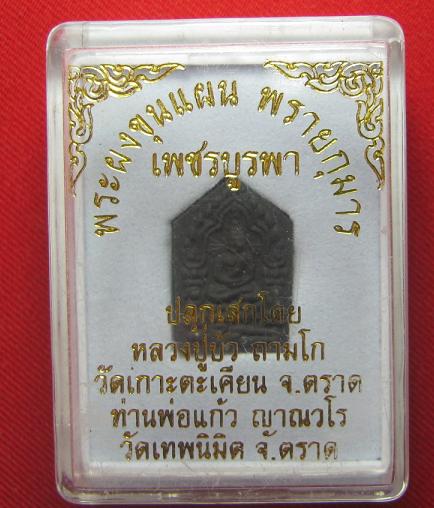 พระผงขุนแผน พรายกุมาร
เพชรบูรพา
ปลุกเสกโดย
หลวงปู่บัว ถามโก
วัดเกาะตะเคียน จ.ตราด
ท่านพ่อแก้ว ญาณวโร
วัดเทพนิมิต จ.ตราด